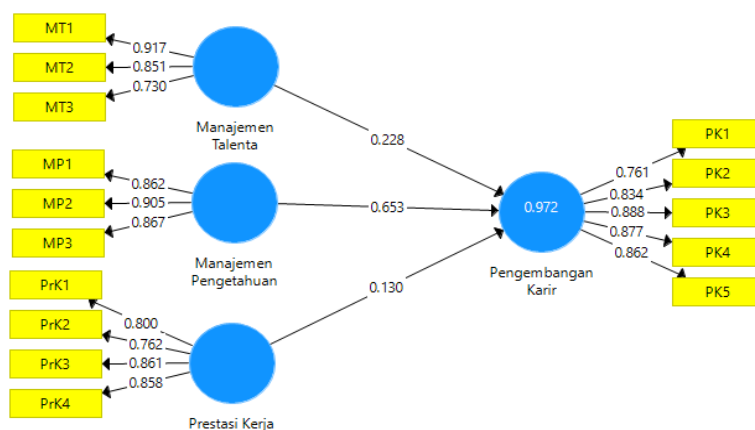 MT1
0.917
MT2
0.851
MT3
0.730
Manajemen
Talenta
0.228
MP1
0.862
MP2
0.905
MP3
0.867
Manajemen
Pengetahuan
0.653
PrK1
0.800
PrK2
0.762
PrK3
0.861
PrK4
0.858
Prestasi Kerja
0.130
0.972
Pengembangan
Karir
PK1
0.761
PK2
0.834
PK3
0.888
PK4
0.877
PK5
0.862